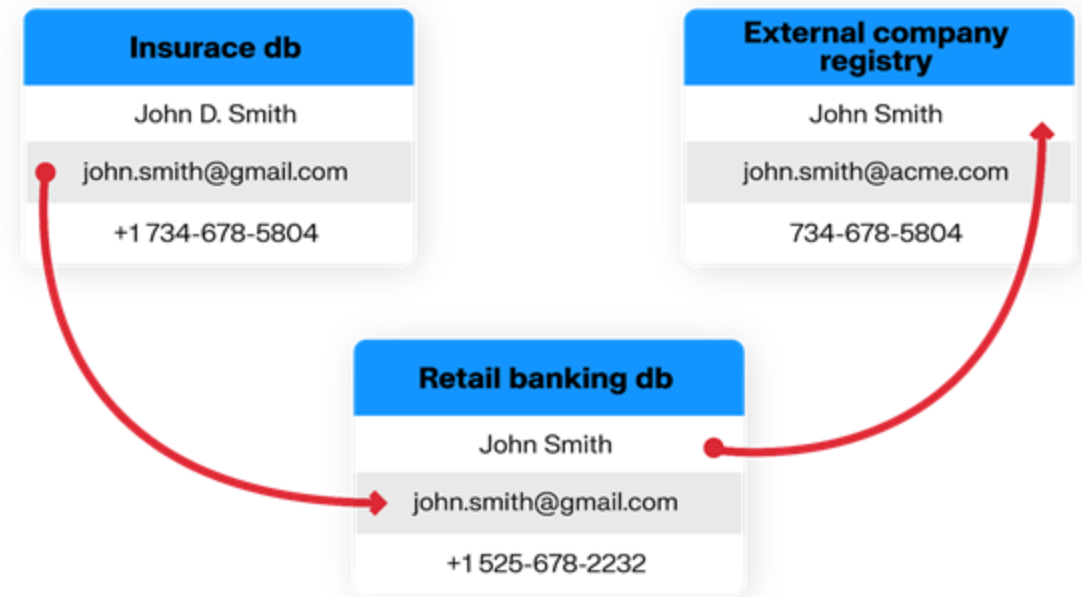 Insurace db
John D. Smith
john.smith@gmail.com
+1 734-678-5804
External company
registry
John Smith
john.smith@acme.com
734-678-5804
Retail banking db
John Smith
john.smith@gmail.com
+1 525-678-2232